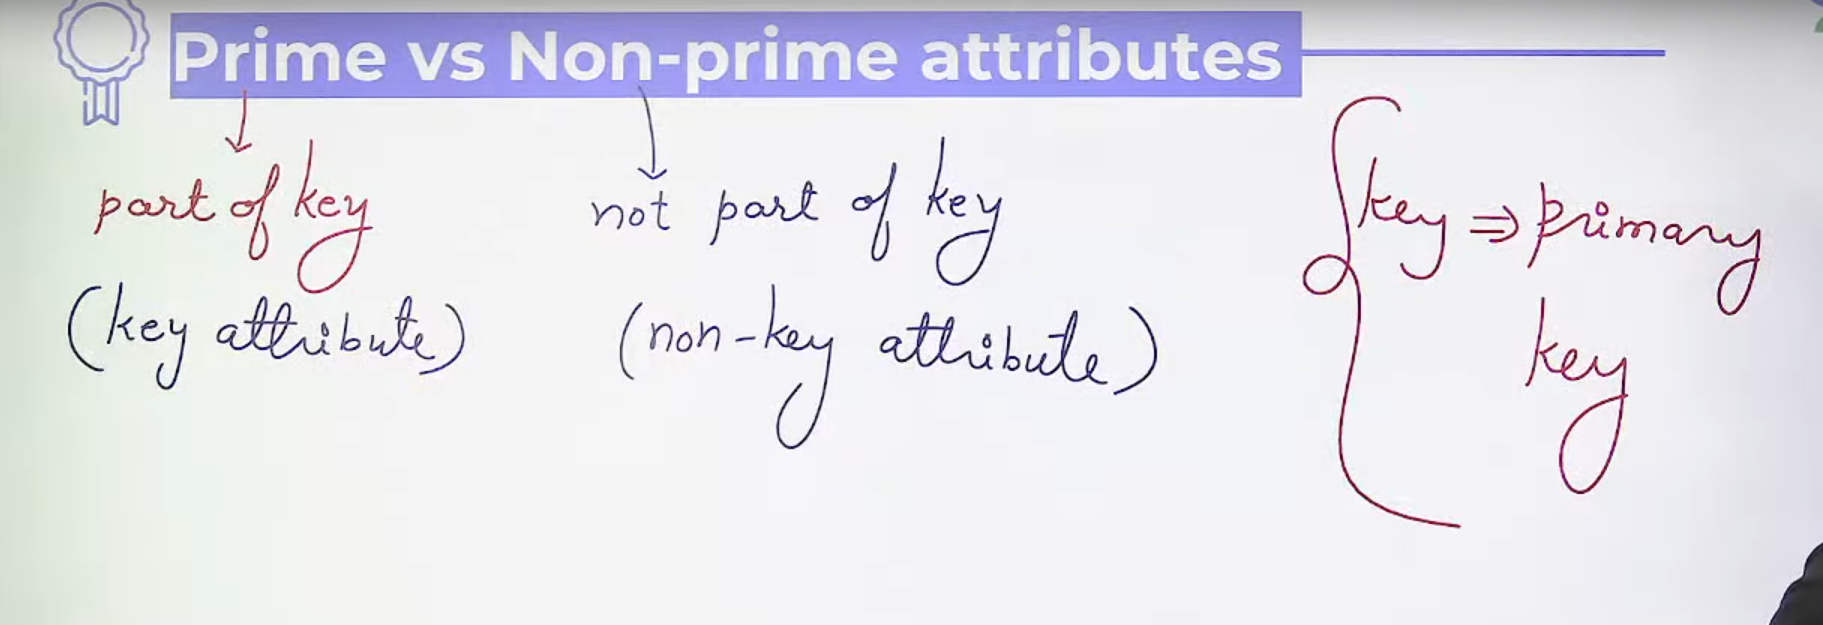 Prime vs Non-prime attributes
part of key
(key attribute)
not part of key
(non-key attribute)
key ⇒ primary
key